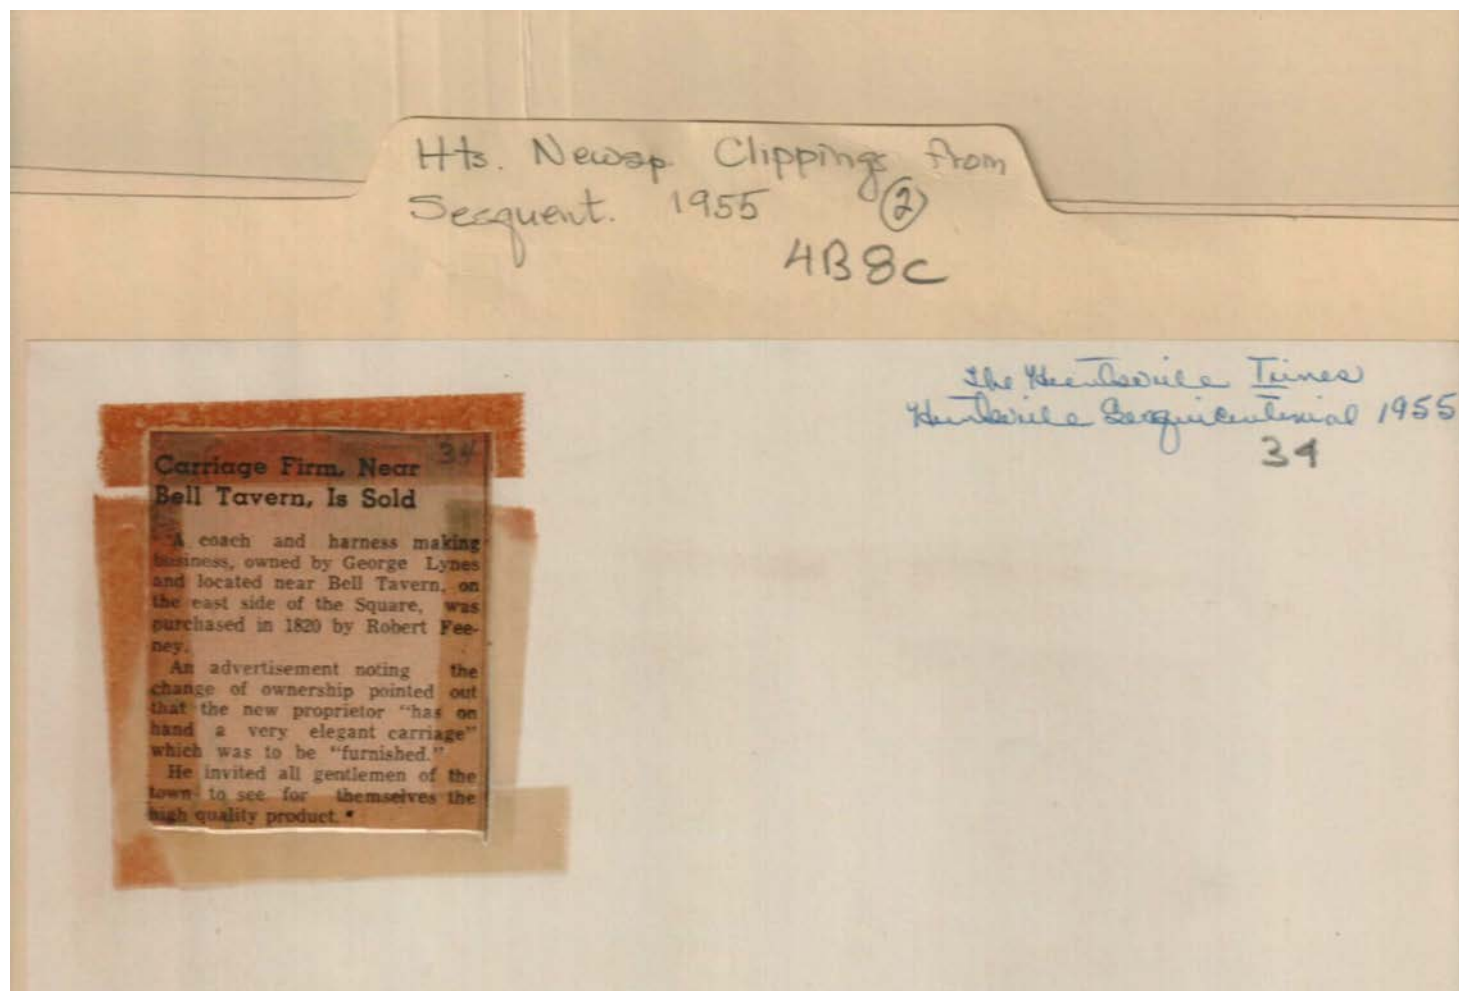 Hts. Newsp. Clippings from
Sesquent. 1955 2
4B8C
The Huntsville Times
Huntsville Sesquicentennial 1955
34
34
Carriage Firm, Near
Bell Tavern, Is Sold
"A coach and harness making
business, owned by George Lynes
and located near Bell Tavern, on
the east side of the Square, was
purchased in 1820 by Robert Fee-
ney.
An advertisement noting the
change of ownership pointed out
that the new proprietor "has on
hand a very elegant carriage"
which was to be "furnished."
He invited all gentlemen of the
town to see for themselves the
high quality product."